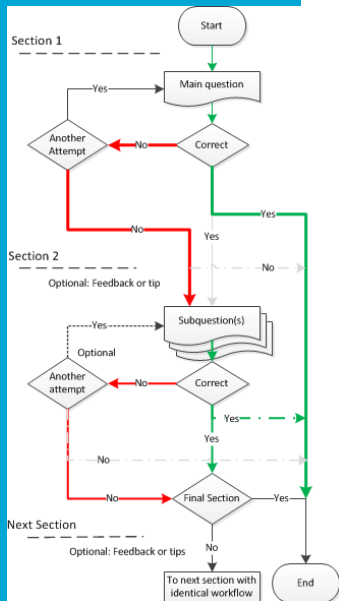 Start
Section 1
Yes
Main question
Another
Attempt
No
Correct
No
Yes
Yes
Section 2
No
Optional: Feedback or tip
Yes
Subquestion(s)
Optional
Another
attempt
No
Correct
Yes
Yes
No
No
Final Section
Yes
Next Section
No
Optional: Feedback or tips
To next section with
identical workflow
End